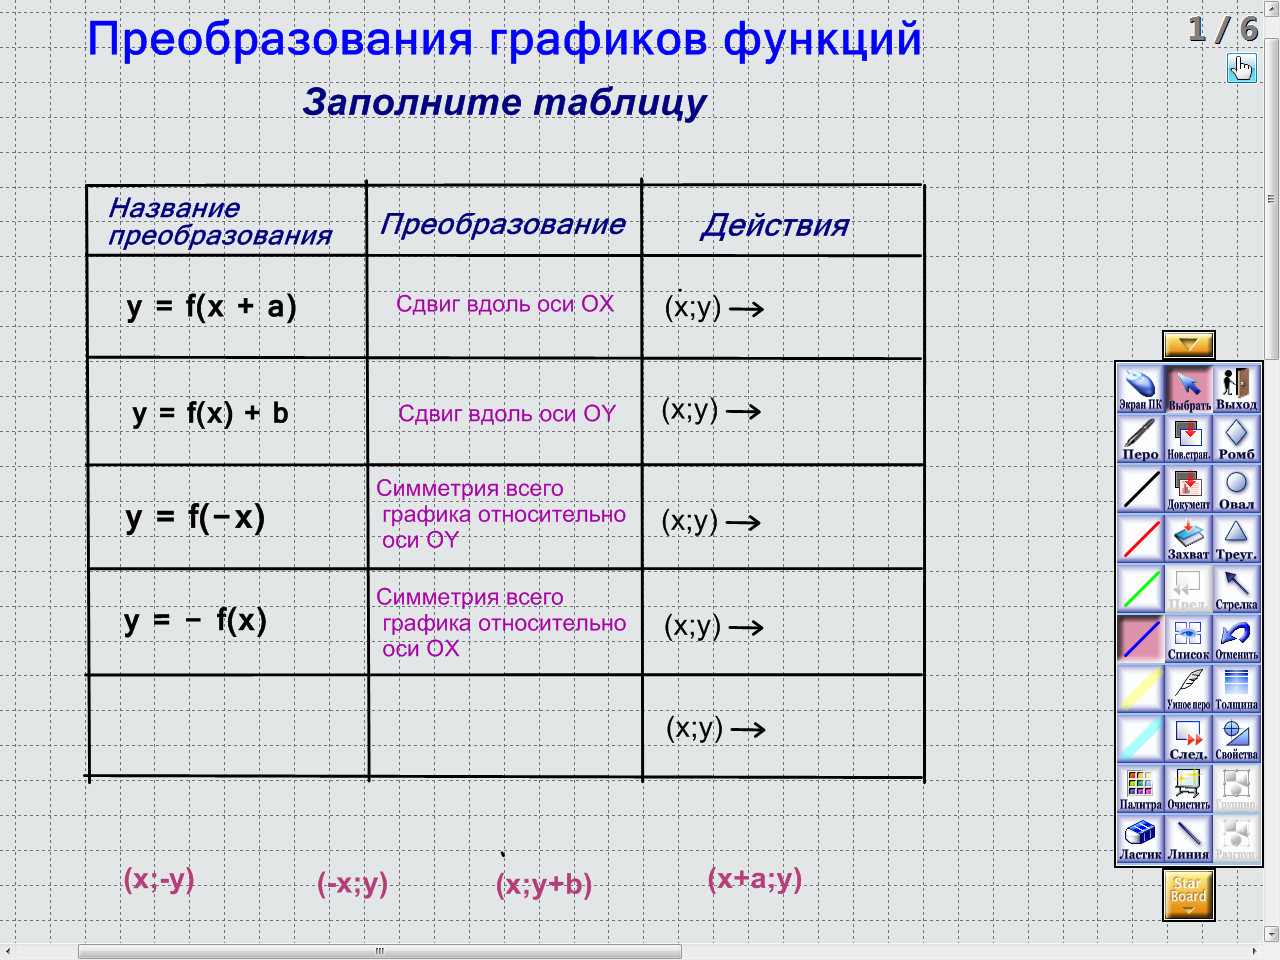 Преобразования графиков функций
1 / 6
Заполните таблицу
Название
преобразования
Преобразование
Действия
y = f(x + a)
Сдвиг вдоль оси OX
(x;y) →
y = f(x) + b
Сдвиг вдоль оси OY
(x;y) →
y = f(−x)
Симметрия всего
графика относительно
оси OY
(x;y) →
y = − f(x)
Симметрия всего
графика относительно
оси OX
(x;y) →
(x;y) →
(x;-y)
(-x;y)
(x;y+b)
(x+a;y)
Экран ПК
Выбрать
Выход
Перо
Нов.стран.
Ромб
Документ
Овал
Захват
Треуг.
Пред.
Стрелка
Список
Отменить
Умное перо
Толщина
След.
Свойства
Палитра
Очистить
Группир.
Ластик
Линия
Разгруп.
Star
Board